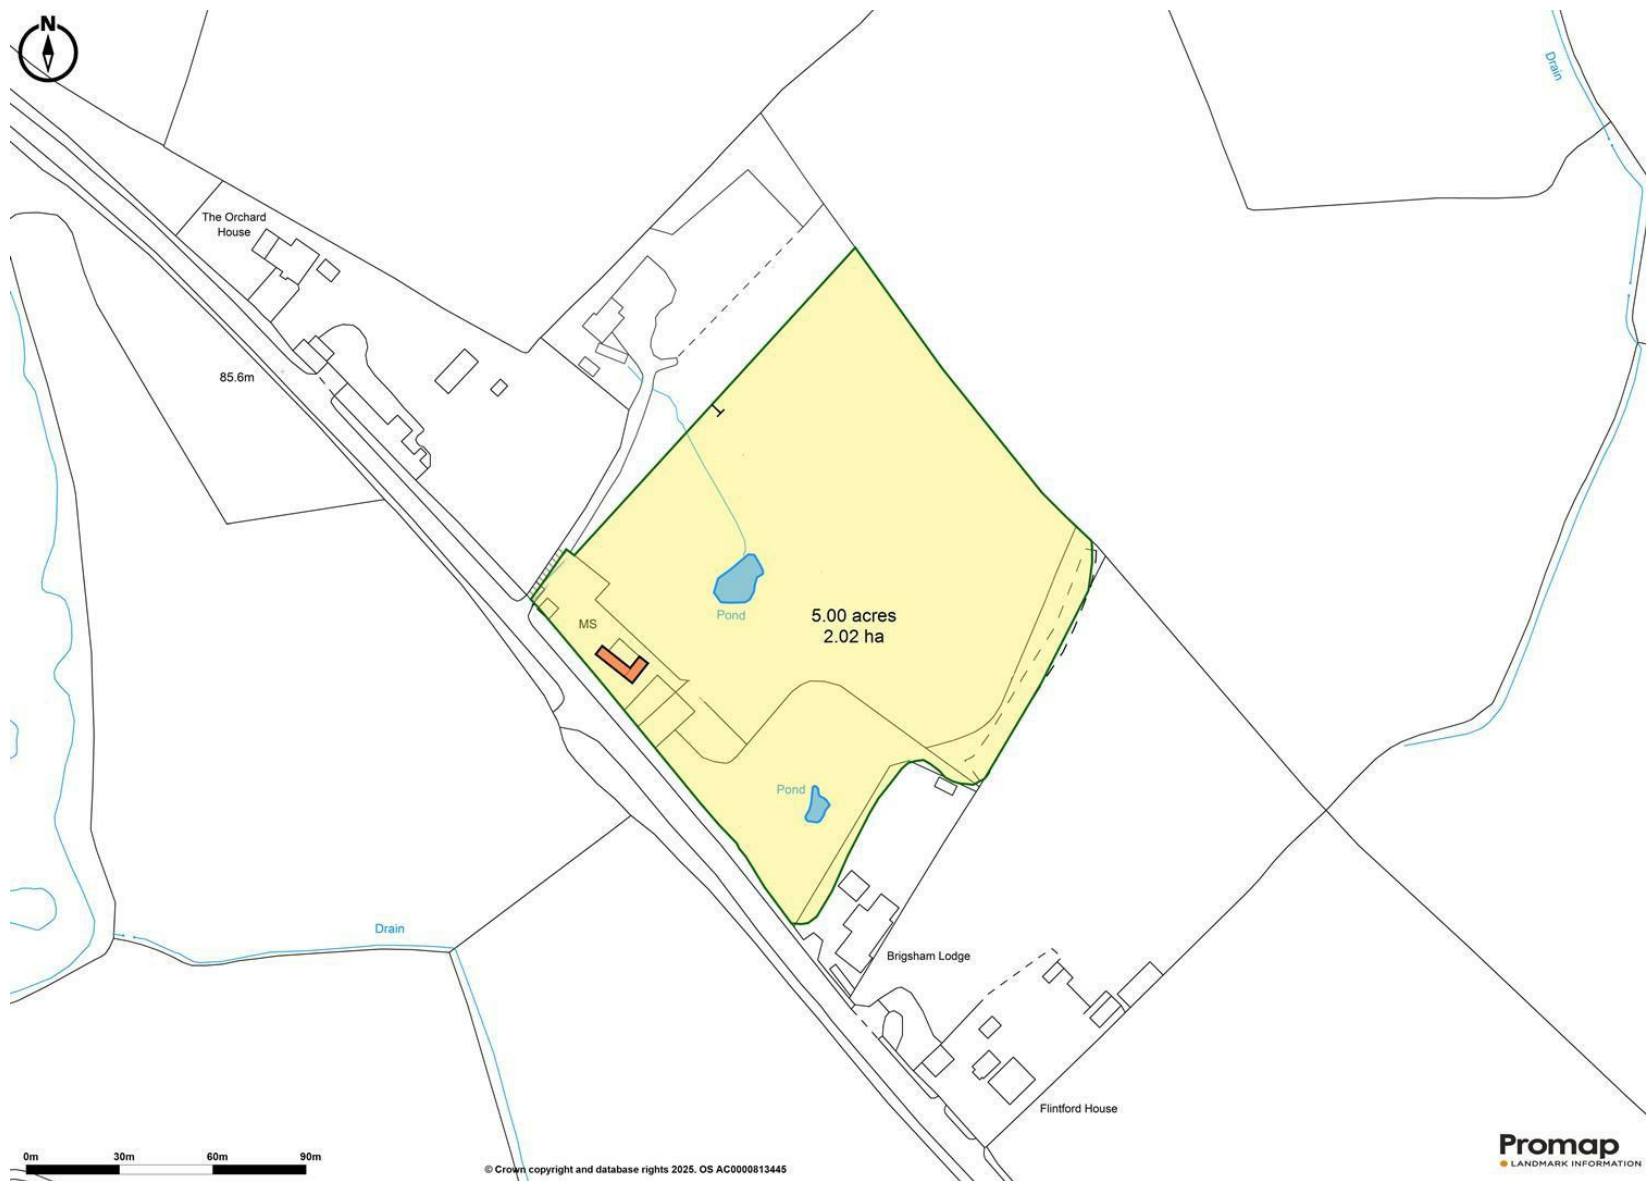 N
Drain
The Orchard
House
85.6m
Pond
MS
5.00 acres
2.02 ha
Pond
Drain
Brigsham Lodge
Flintford House
0m 30m 60m 90m
© Crown copyright and database rights 2025. OS AC0000813445
Promap
LANDMARK INFORMATION